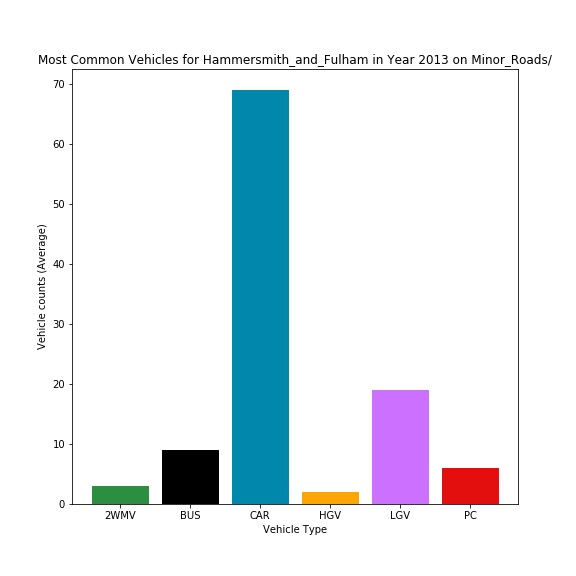 Most Common Vehicles for Hammersmith_and_Fulham in Year 2013 on Minor_Roads/
70
60
50
40
30
20
10
0
Vehicle counts (Average)
2WMV BUS CAR HGV LGV PC
Vehicle Type